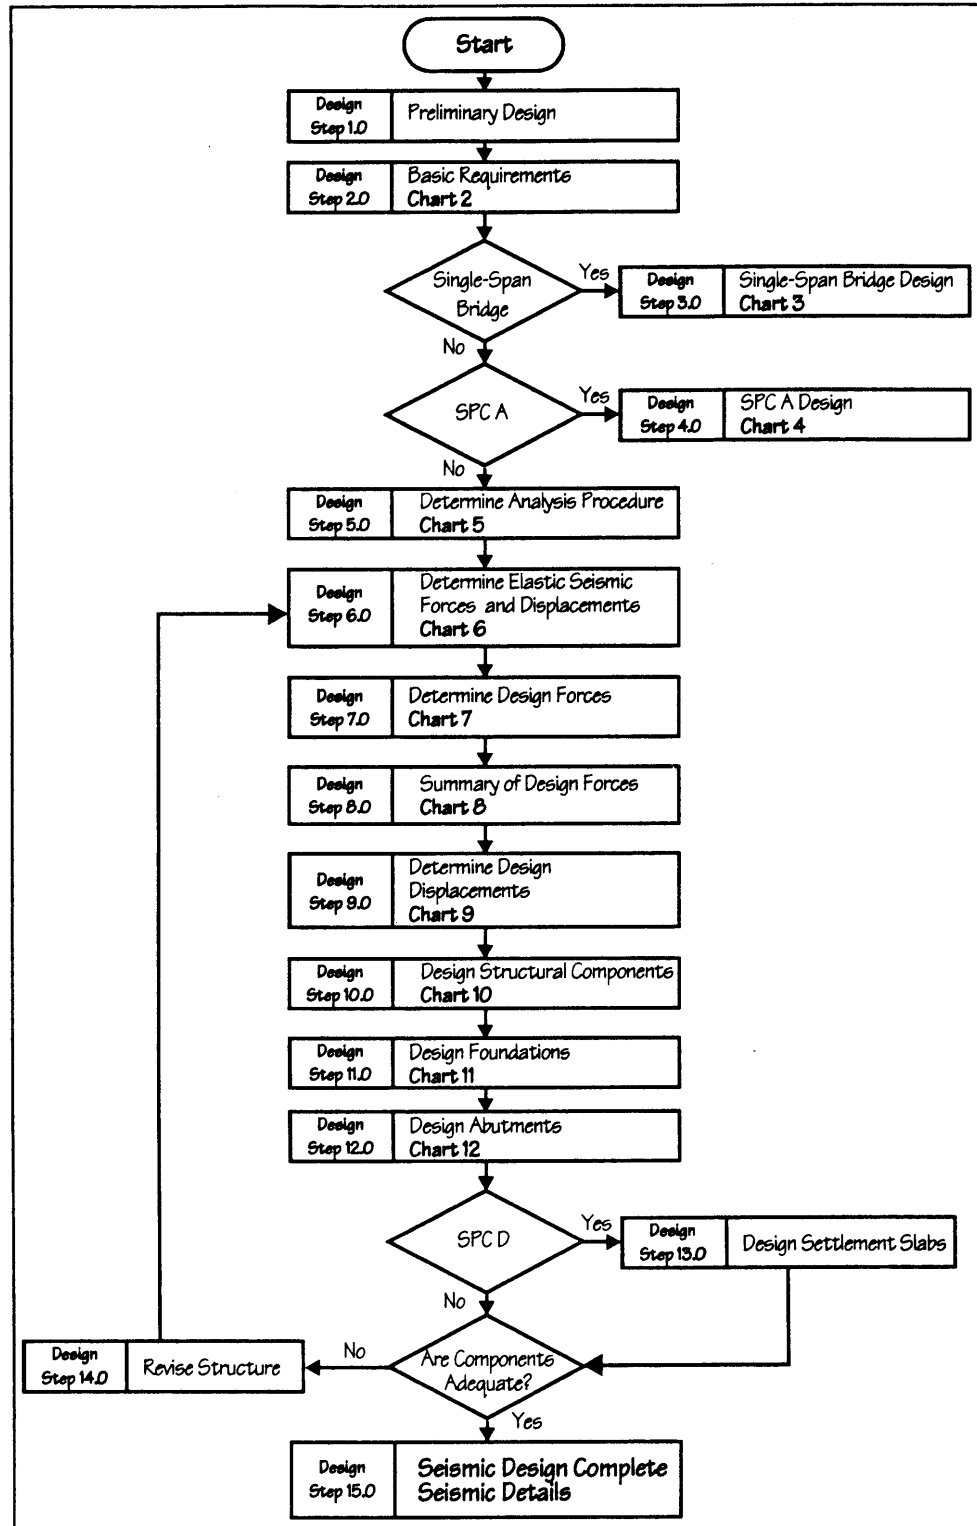 Start
Design
Step 1.0
Preliminary Design
Design
Step 2.0
Basic Requirements
Chart 2
Single-Span
Bridge
Yes
Design
Step 3.0
Single-Span Bridge Design
Chart 3
No
SPC A
Yes
Design
Step 4.0
SPC A Design
Chart 4
No
Design
Step 5.0
Determine Analysis Procedure
Chart 5
Design
Step 6.0
Determine Elastic Seismic
Forces and Displacements
Chart 6
Design
Step 7.0
Determine Design Forces
Chart 7
Design
Step 8.0
Summary of Design Forces
Chart 8
Design
Step 9.0
Determine Design
Displacements
Chart 9
Design
Step 10.0
Design Structural Components
Chart 10
Design
Step 11.0
Design Foundations
Chart 11
Design
Step 12.0
Design Abutments
Chart 12
SPC D
Yes
Design
Step 13.0
Design Settlement Slabs
No
Design
Step 14.0
Revise Structure
No
Are Components
Adequate?
Yes
Design
Step 15.0
Seismic Design Complete
Seismic Details